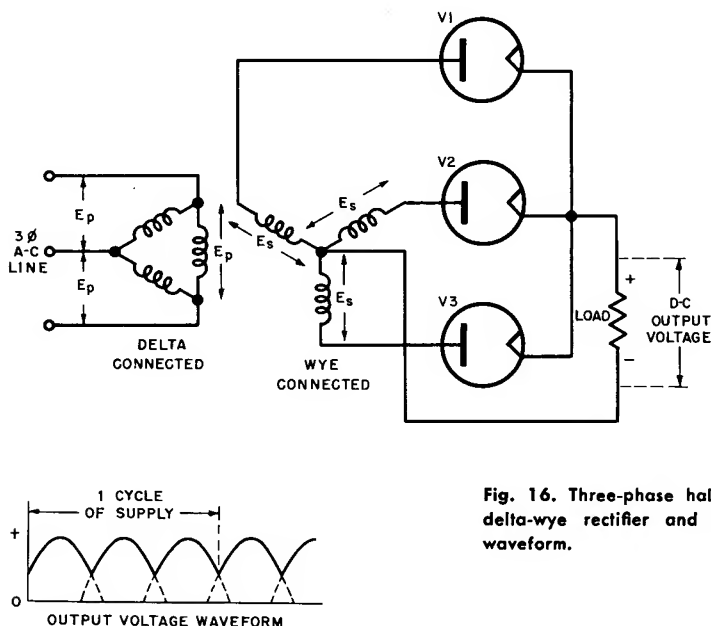 V1
V2
V3
3Ø
A-C
LINE
Ep
Ep
Ep
Es
Es
Es
DELTA
CONNECTED
WYE
CONNECTED
LOAD
+
-
D-C
OUTPUT
VOLTAGE
1 CYCLE
OF SUPPLY
+
0
OUTPUT VOLTAGE WAVEFORM
Fig. 16. Three-phase hal
delta-wye rectifier and
waveform.